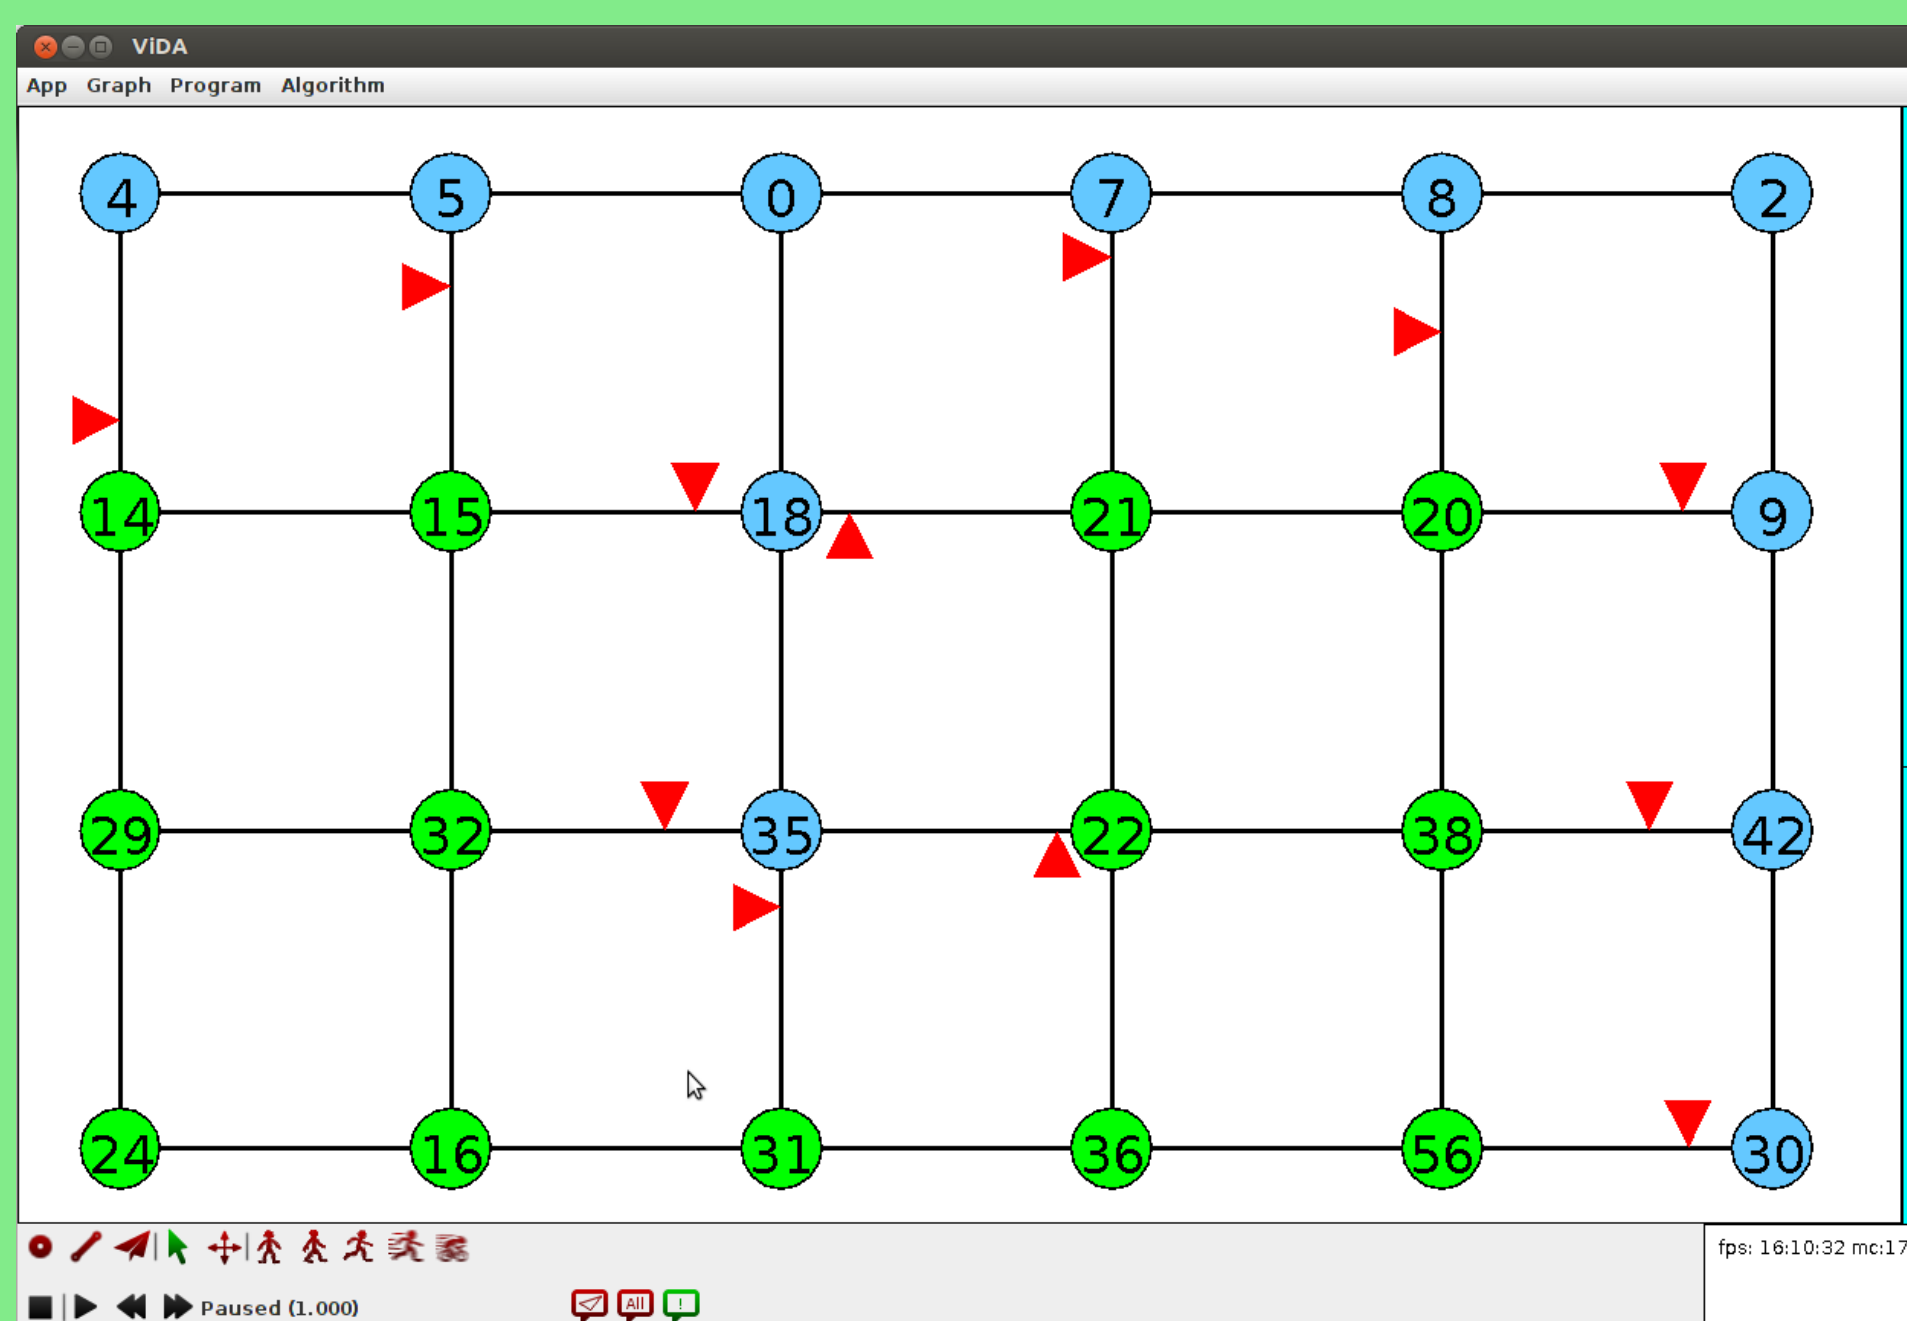 ViDA
App Graph Program Algorithm
4 5 0 7 8 2
14 15 18 21 20 9
29 32 35 22 38 42
24 16 31 36 56 30
fps: 16:10:32 mc:17
Paused (1.000)
All !